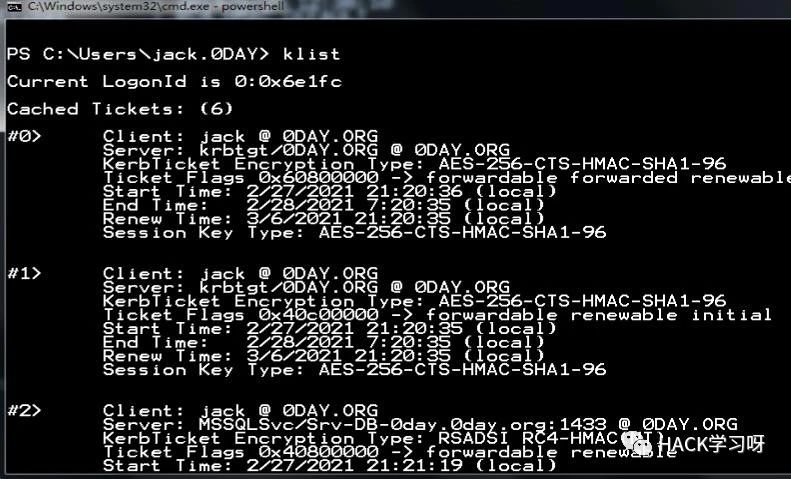 C:\Windows\system32\cmd.exe - powershell
PS C:\Users\jack.0DAY> klist
Current LogonId is 0:0x6e1fc
Cached Tickets: (6)
#0> Client: jack @ 0DAY.ORG
Server: krbtgt/0DAY.ORG @ 0DAY.ORG
KerbTicket Encryption Type: AES-256-CTS-HMAC-SHA1-96
Ticket Flags 0x60800000 -> forwardable forwarded renewable
Start Time: 2/27/2021 21:20:36 (local)
End Time: 2/28/2021 7:20:35 (local)
Renew Time: 3/6/2021 21:20:35 (local)
Session Key Type: AES-256-CTS-HMAC-SHA1-96
#1> Client: jack @ 0DAY.ORG
Server: krbtgt/0DAY.ORG @ 0DAY.ORG
KerbTicket Encryption Type: AES-256-CTS-HMAC-SHA1-96
Ticket Flags 0x40c00000 -> forwardable renewable initial
Start Time: 2/27/2021 21:20:35 (local)
End Time: 2/28/2021 7:20:35 (local)
Renew Time: 3/6/2021 21:20:35 (local)
Session Key Type: AES-256-CTS-HMAC-SHA1-96
#2> Client: jack @ 0DAY.ORG
Server: MSSQLSvc/Srv-DB-0day.0day.org:1433 @ 0DAY.ORG
KerbTicket Encryption Type: RSADSI RC4-HMAC
Ticket Flags 0x40800000 -> forwardable renewable
Start Time: 2/27/2021 21:21:19 (local)
HACK学习呀